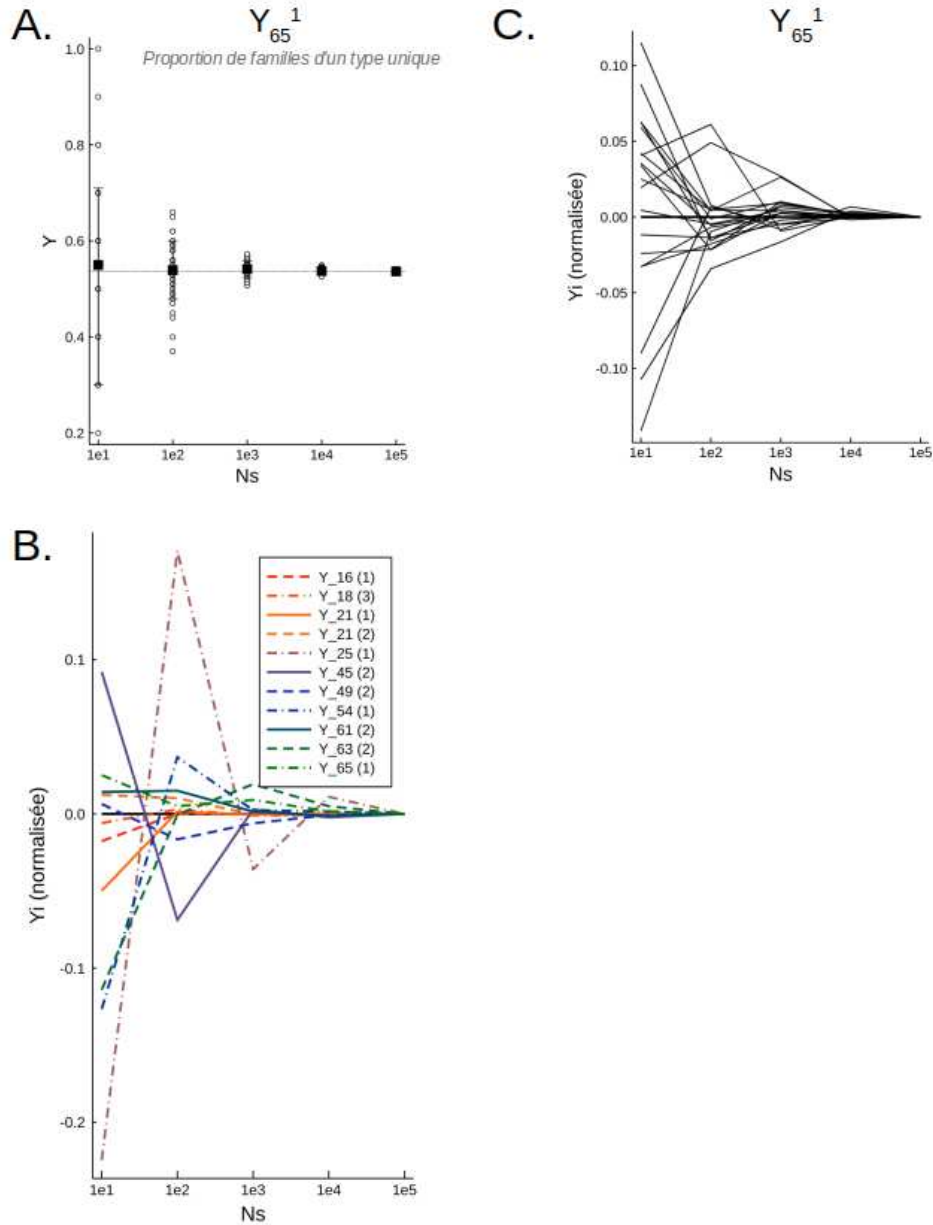 A.
Y₆₅¹
Proportion de familles d'un type unique
1.0
0.8
0.6
0.4
0.2
Y
1e1 1e2 1e3 1e4 1e5
Ns
C.
Y₆₅¹
0.10
0.05
0.00
-0.05
-0.10
Yi (normalisée)
1e1 1e2 1e3 1e4 1e5
Ns
B.
Y_16 (1)
Y_18 (3)
Y_21 (1)
Y_21 (2)
Y_25 (1)
Y_45 (2)
Y_49 (2)
Y_54 (1)
Y_61 (2)
Y_63 (2)
Y_65 (1)
0.1
0.0
-0.1
-0.2
Yi (normalisée)
1e1 1e2 1e3 1e4 1e5
Ns